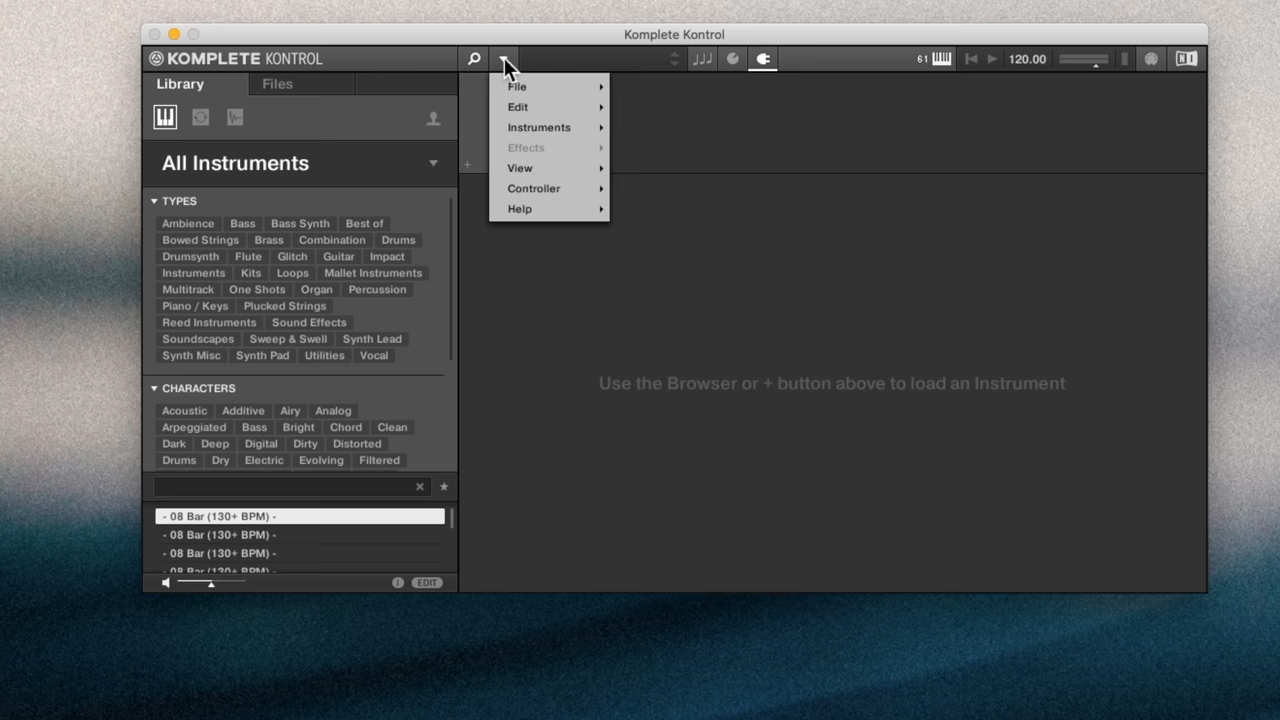 Komplete Kontrol
KOMPLETE KONTROL
61
120.00
Library
Files
File
Edit
Instruments
Effects
View
Controller
Help
All Instruments
TYPES
Ambience Bass Bass Synth Best of
Bowed Strings Brass Combination Drums
Drumsynth Flute Glitch Guitar Impact
Instruments Kits Loops Mallet Instruments
Multitrack One Shots Organ Percussion
Piano / Keys Plucked Strings
Reed Instruments Sound Effects
Soundscapes Sweep & Swell Synth Lead
Synth Misc Synth Pad Utilities Vocal
CHARACTERS
Acoustic Additive Airy Analog
Arpeggiated Bass Bright Chord Clean
Dark Deep Digital Dirty Distorted
Drums Dry Electric Evolving Filtered
- 08 Bar (130+ BPM) -
- 08 Bar (130+ BPM) -
- 08 Bar (130+ BPM) -
- 08 Bar (130+ BPM) -
EDIT
Use the Browser or + button above to load an Instrument